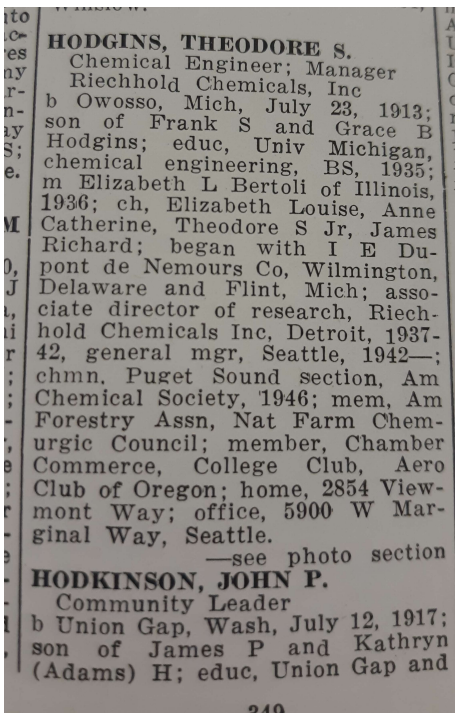 HODGINS, THEODORE S.
Chemical Engineer; Manager
Riechhold Chemicals, Inc
b Owosso, Mich, July 23, 1913;
son of Frank S and Grace B
Hodgins; educ, Univ Michigan,
chemical engineering, BS, 1935;
m Elizabeth L Bertoli of Illinois,
1936; ch, Elizabeth Louise, Anne
Catherine, Theodore S Jr, James
Richard; began with I E Du-
pont de Nemours Co, Wilmington,
Delaware and Flint, Mich; asso-
ciate director of research, Riech-
hold Chemicals Inc, Detroit, 1937-
42, general mgr, Seattle, 1942—;
chmn. Puget Sound section, Am
Chemical Society, 1946; mem, Am
Forestry Assn, Nat Farm Chem-
urgic Council; member, Chamber
Commerce, College Club, Aero
Club of Oregon; home, 2854 View-
mont Way; office, 5900 W Mar-
ginal Way, Seattle.
—see photo section
HODKINSON, JOHN P.
Community Leader
b Union Gap, Wash, July 12, 1917;
son of James P and Kathryn
(Adams) H; educ, Union Gap and